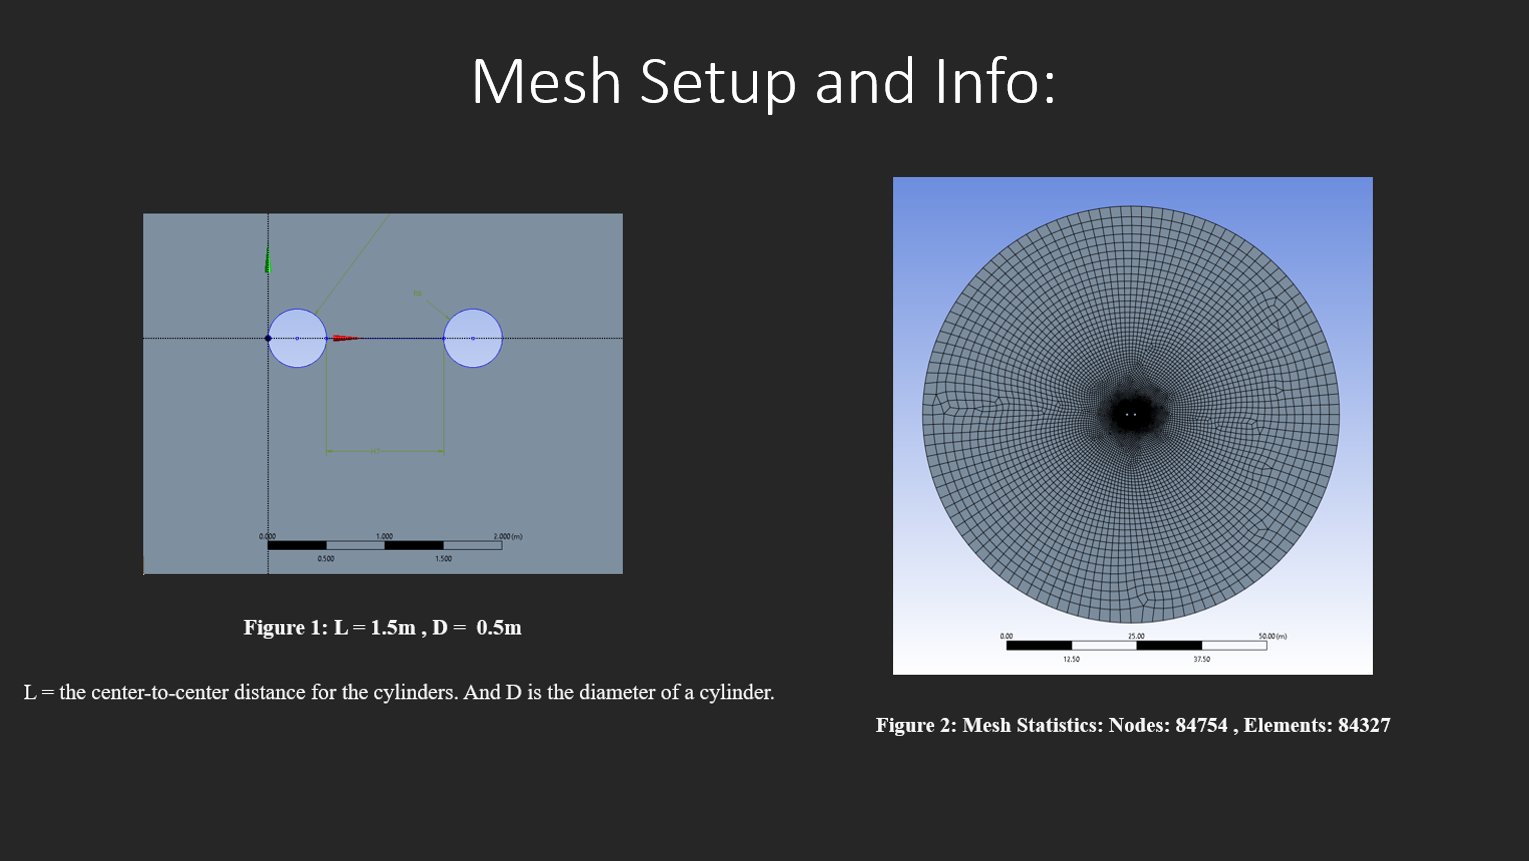 Mesh Setup and Info:
0.000
1.000
2.000 (m)
0.500
1.500
Figure 1: L = 1.5m , D = 0.5m
L = the center-to-center distance for the cylinders. And D is the diameter of a cylinder.
0.00
25.00
50.00 (m)
12.50
37.50
Figure 2: Mesh Statistics: Nodes: 84754 , Elements: 84327